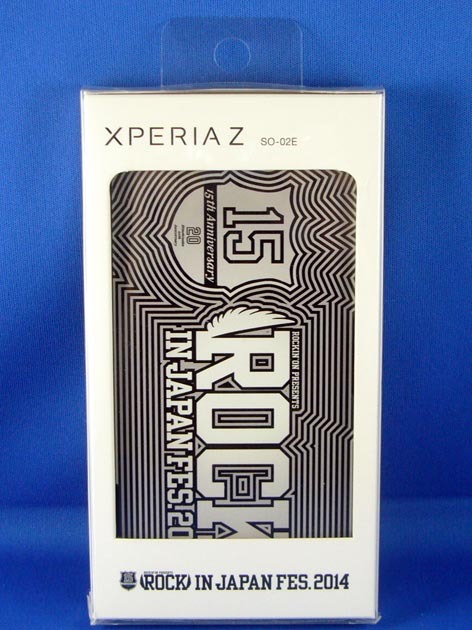 XPERIA Z SO-02E
15
15th Anniversary
20
ROCKIN'ON PRESENTS
ROCK
IN JAPAN FES.20
ROCK IN JAPAN FES. 2014